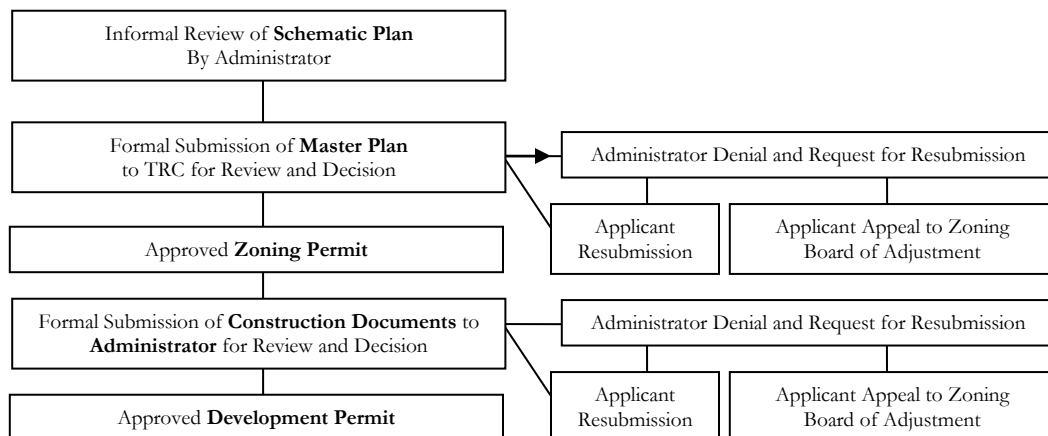 Informal Review of Schematic Plan
By Administrator
Formal Submission of Master Plan
to TRC for Review and Decision
Administrator Denial and Request for Resubmission
Applicant
Resubmission
Applicant Appeal to Zoning
Board of Adjustment
Approved Zoning Permit
Formal Submission of Construction Documents to
Administrator for Review and Decision
Administrator Denial and Request for Resubmission
Applicant
Resubmission
Applicant Appeal to Zoning
Board of Adjustment
Approved Development Permit